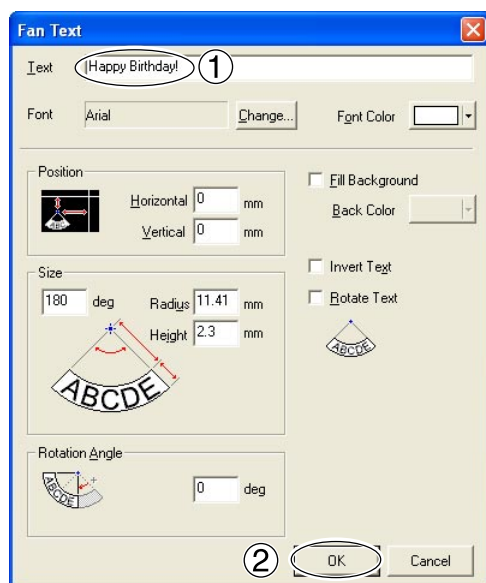 Fan Text
Text |Happy Birthday! 1
Font Arial Change... Font Color
Position
Horizontal 0 mm
Vertical 0 mm
ABC
Fill Background
Back Color
Size
180 deg Radius 11.41 mm
Height 2.3 mm
ABCDE
Invert Text
Rotate Text
ABCDE
Rotation Angle
ABCDE
0 deg
2 OK Cancel